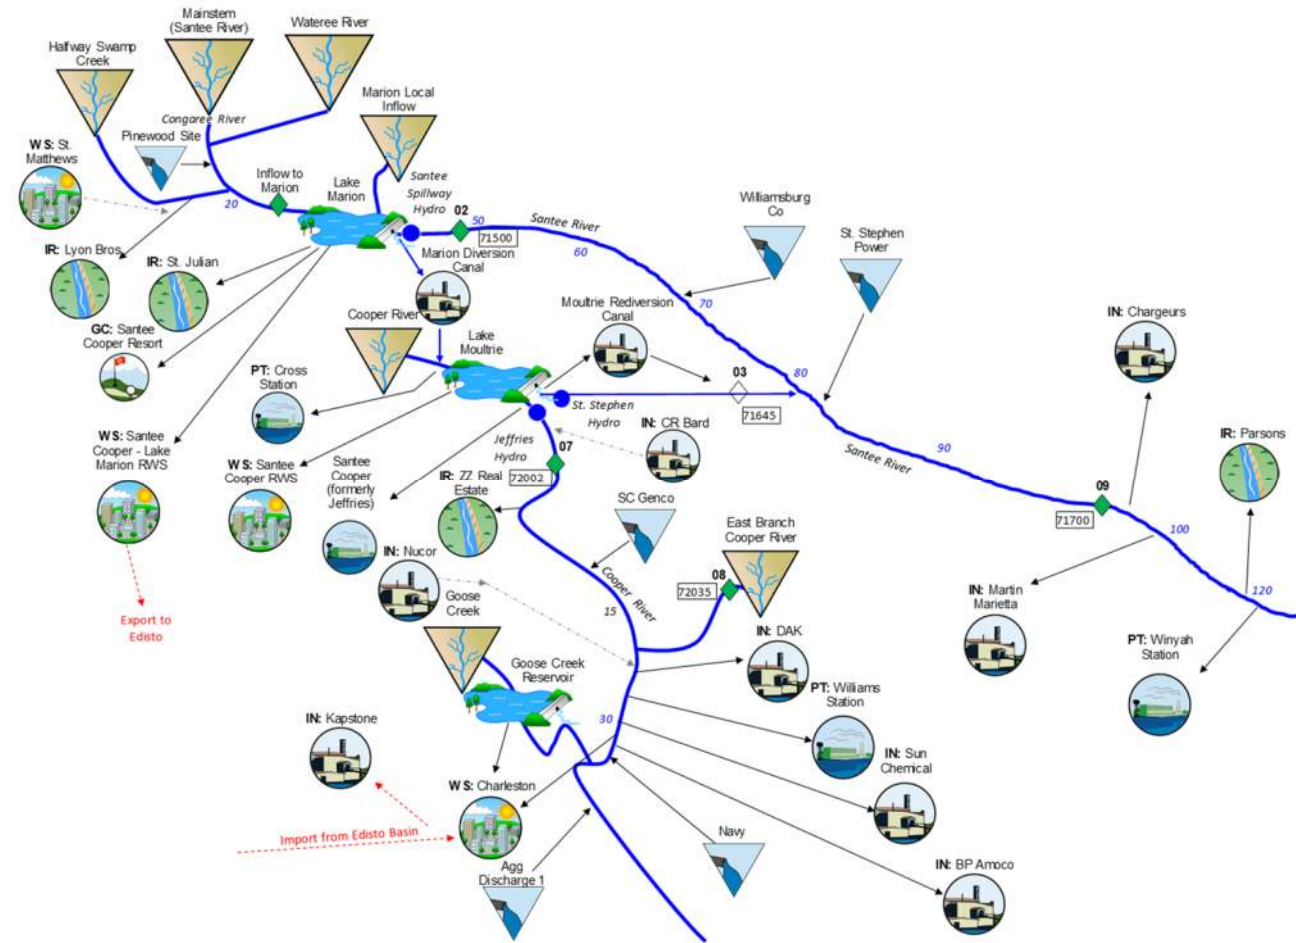 Mainstem
(Santee River)
Wateree River
Halfway Swamp
Creek
Marion Local
Inflow
Congaree River
Pinewood Site
WS: St.
Matthews
Inflow to
Marion
Lake
Marion
Santee
Spillway
Hydro
02
50
71500
Santee River
60
Williamsburg
Co
St. Stephen
Power
20
IR: Lyon Bros.
IR: St. Julian
Marion Diversion
Canal
70
Moultrie Rediversion
Canal
IN: Chargeurs
GC: Santee
Cooper Resort
Cooper River
Lake
Moultrie
PT: Cross
Station
03
80
71645
St. Stephen
Hydro
IN: CR Bard
Jeffries
Hydro
07
72002
90
Santee River
IR: Parsons
WS: Santee
Cooper - Lake
Marion RWS
WS: Santee
Cooper RWS
Santee
Cooper
(formerly
Jeffries)
IR: ZZ Real
Estate
SC Genco
East Branch
Cooper River
09
71700
100
IN: Nucor
08
72035
Cooper River
15
IN: Martin
Marietta
120
Export to
Edisto
Goose
Creek
IN: DAK
PT: Winyah
Station
Goose Creek
Reservoir
PT: Williams
Station
30
IN: Kapstone
IN: Sun
Chemical
WS: Charleston
Import from Edisto Basin
Navy
Agg
Discharge 1
IN: BP Amoco